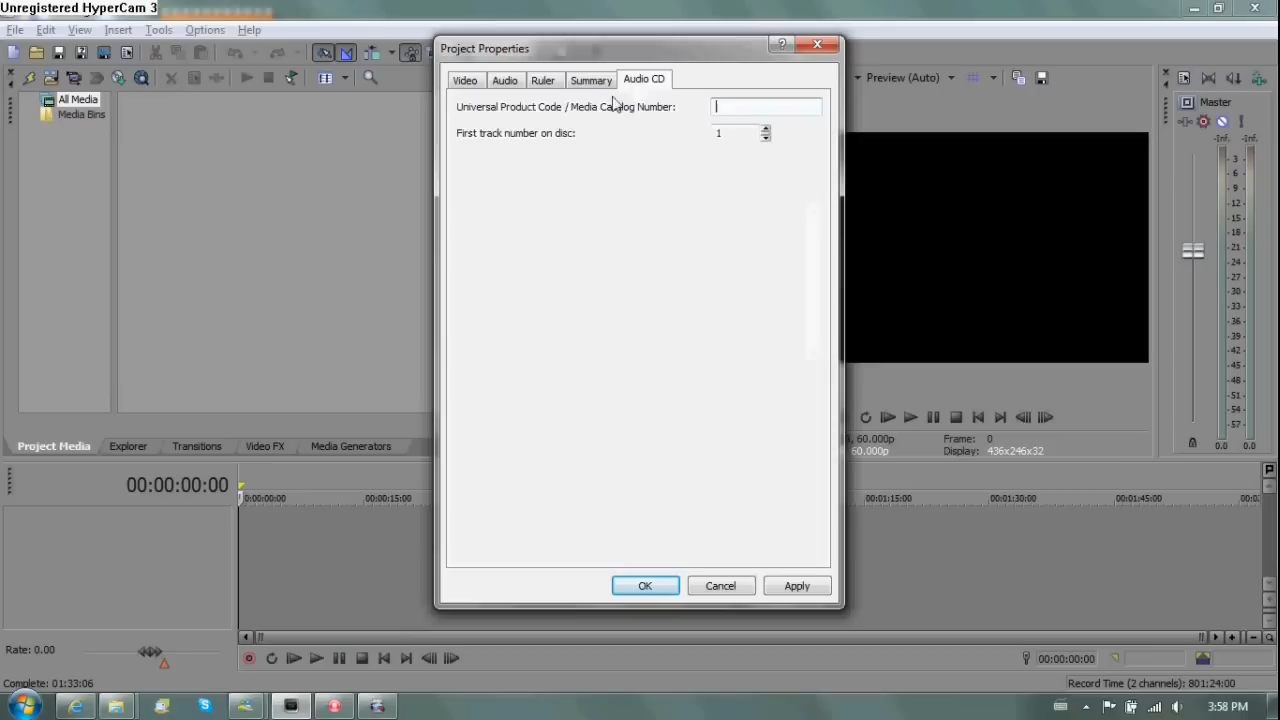 Unregistered HyperCam 3
File Edit View Insert Tools Options Help
Project Properties
Video Audio Ruler Summary Audio CD
Universal Product Code / Media Catalog Number:
First track number on disc: 1
OK Cancel Apply
All Media
Media Bins
Preview (Auto)
Master
-Inf. -Inf.
3
6
9
12
15
18
21
24
27
30
33
36
39
42
45
48
51
54
57
0.0 0.0
60.000p Frame: 0
60.000p Display: 436x246x32
Project Media Explorer Transitions Video FX Media Generators
00:00:00:00
0:00:00:00 00:00:15:00 00:01:15:00 00:01:30:00 00:01:45:00
Rate: 0.00
00:00:00:00
Complete: 01:33:06
Record Time (2 channels): 801:24:00
3:58 PM